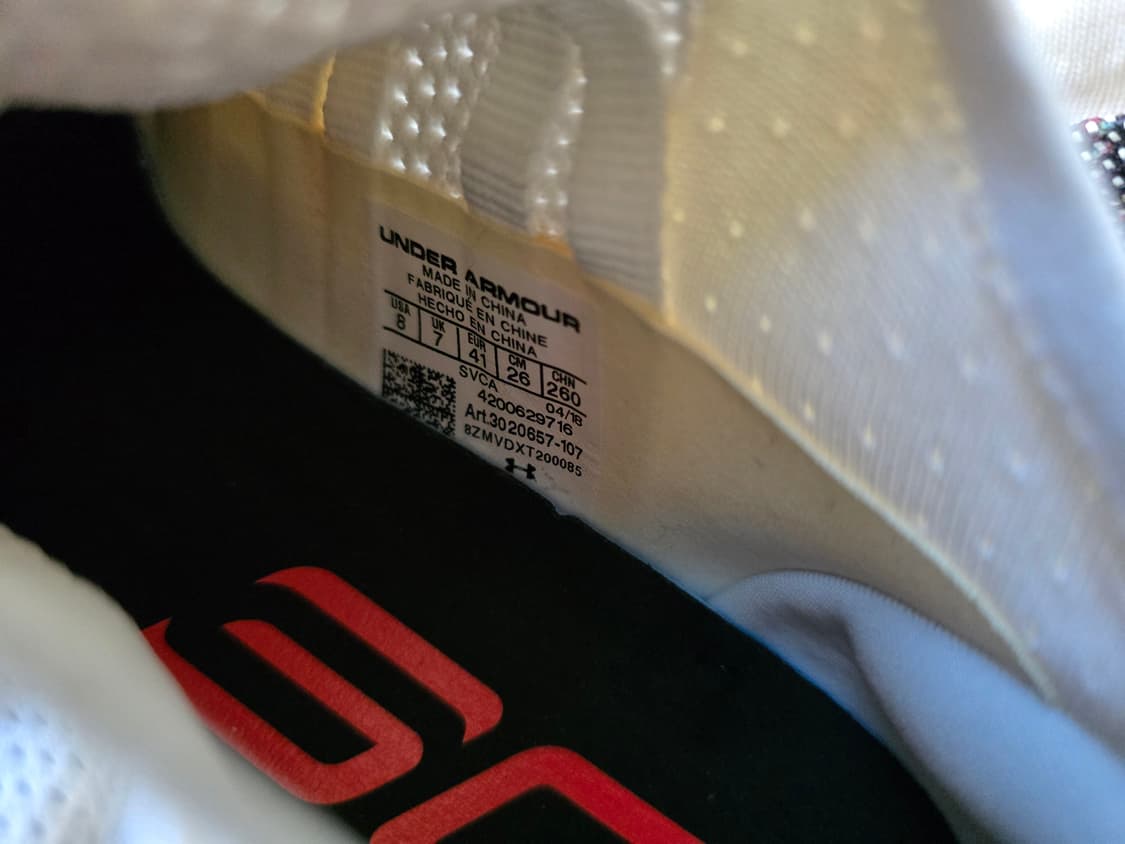 UNDER ARMOUR
MADE IN CHINA
FABRIQUÉ EN CHINE
HECHO EN CHINA
USA UK EUR CM CHN
8 7 41 26 260
SVCA 04/18
4200629716
Art.3020657-107
8ZMVDXT200085